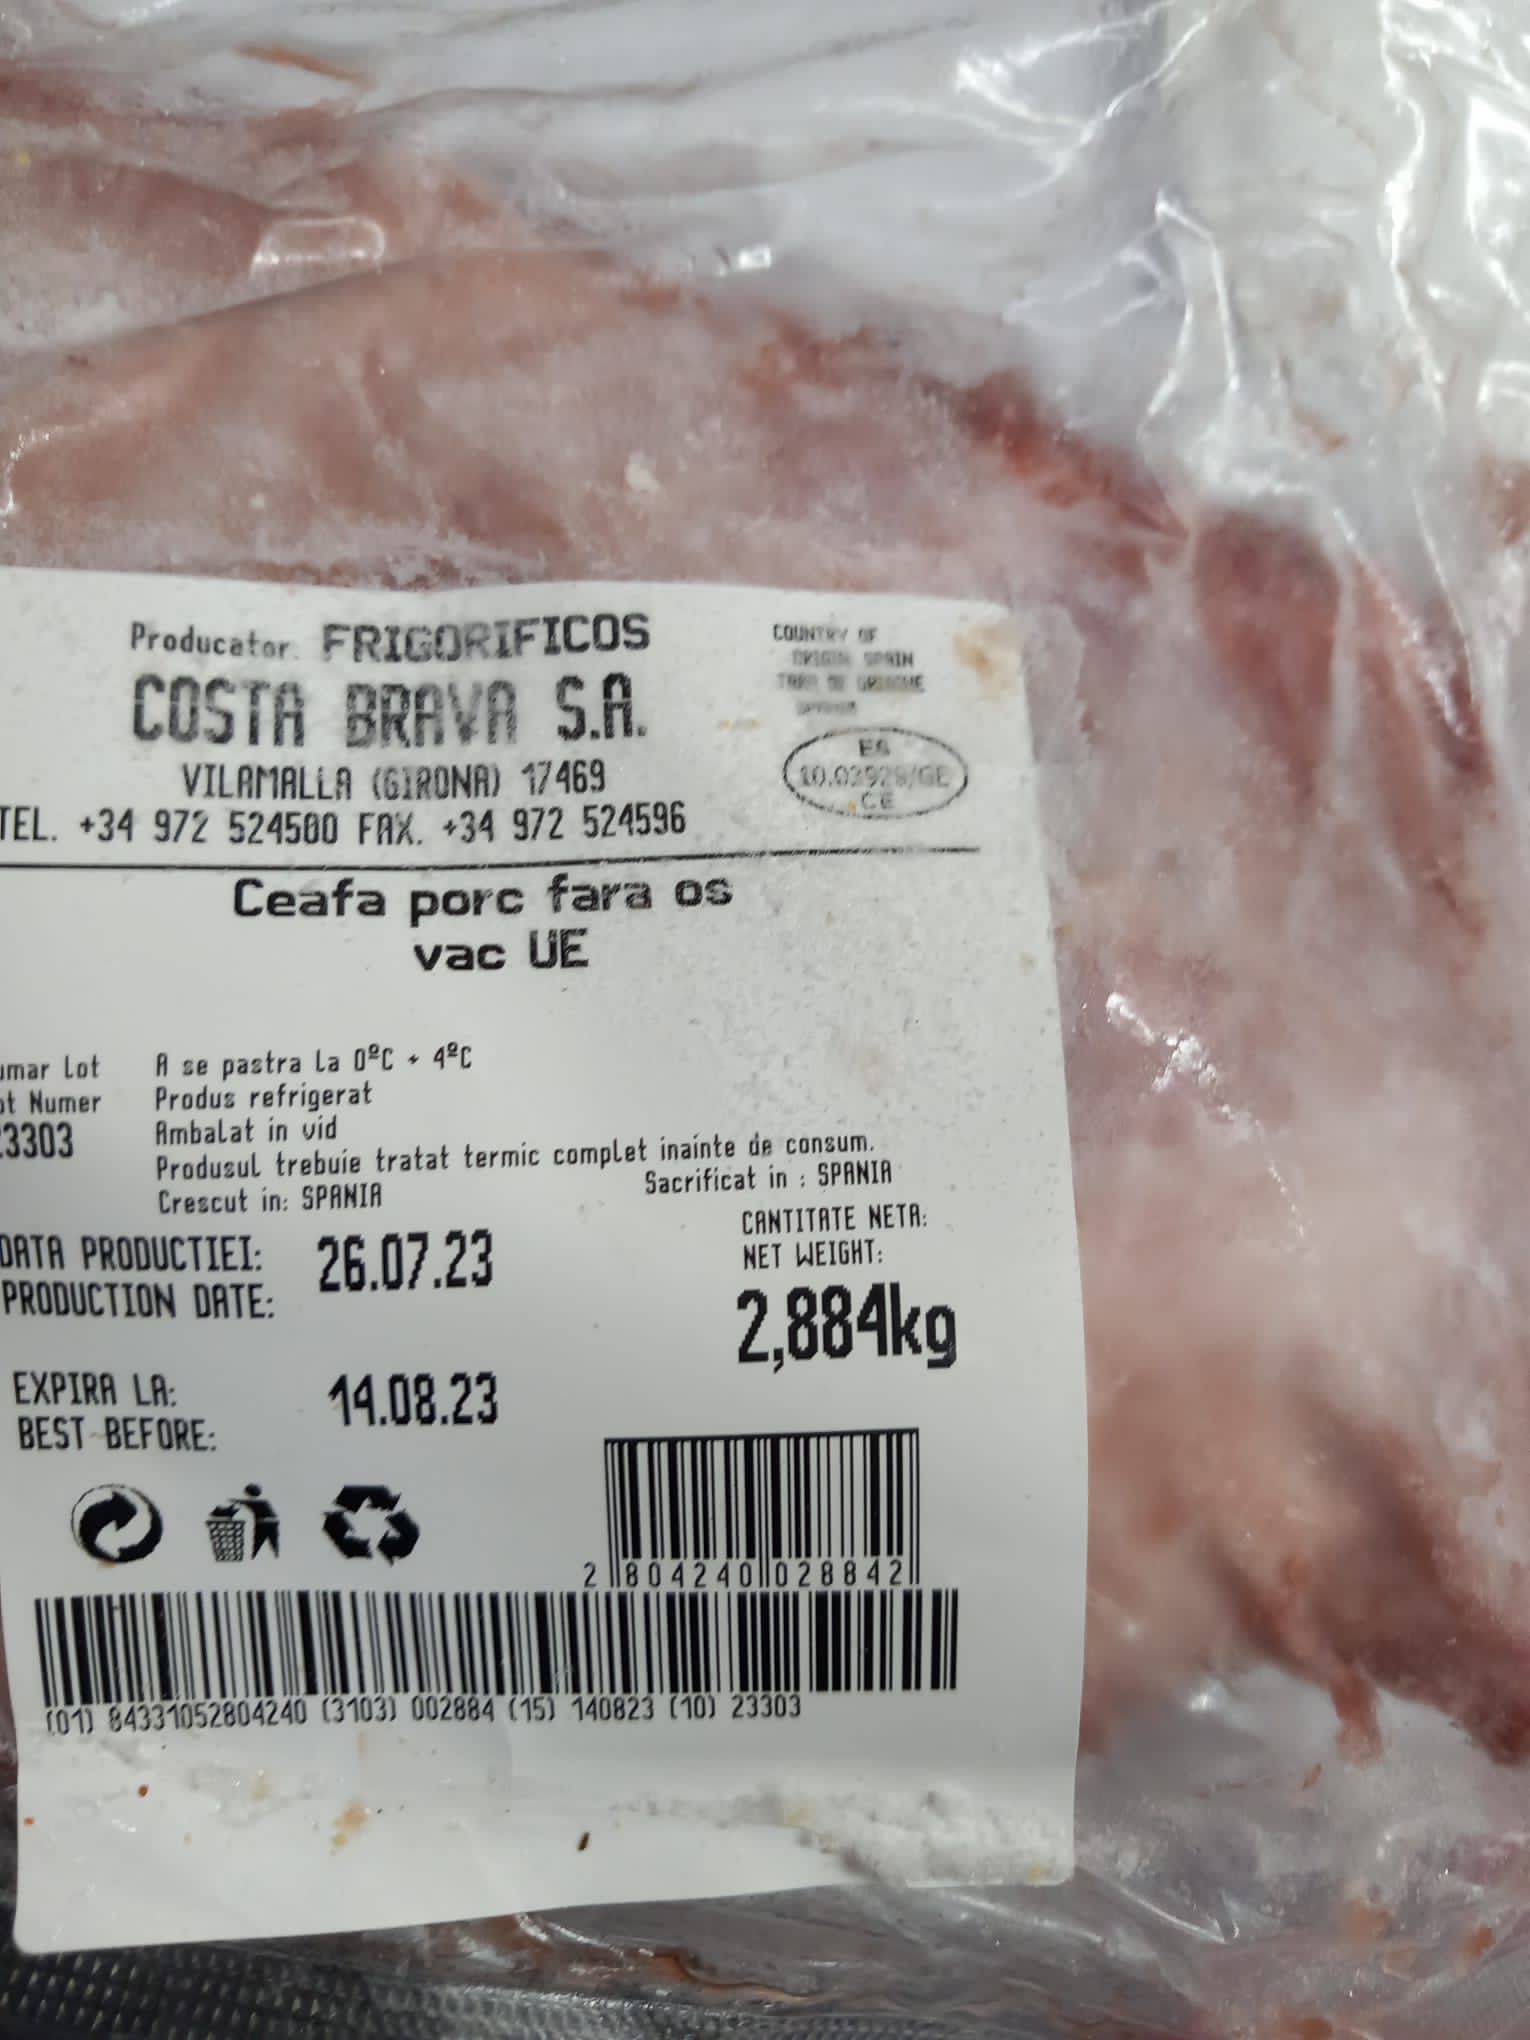 Producator. FRIGORIFICOS
COSTA BRAVA S.A.
VILAMALLA (GIRONA) 17469
TEL. +34 972 524500 FAX. +34 972 524596
COUNTRY OF
ORIGIN SPAIN
ES
10.03928/GE
CE
Ceafa porc fara os
vac UE
umar Lot
ot Numer
3303
A se pastra la 0ºC + 4ºC
Produs refrigerat
Ambalat in vid
Produsul trebuie tratat termic complet inainte de consum.
Crescut in: SPANIA
Sacrificat in : SPANIA
DATA PRODUCTIEI:
PRODUCTION DATE:
26.07.23
CANTITATE NETA:
NET WEIGHT:
2,884kg
EXPIRA LA:
BEST BEFORE:
14.08.23
2 804240 028842
(01) 84331052804240 (3103) 002884 (15) 140823 (10) 23303